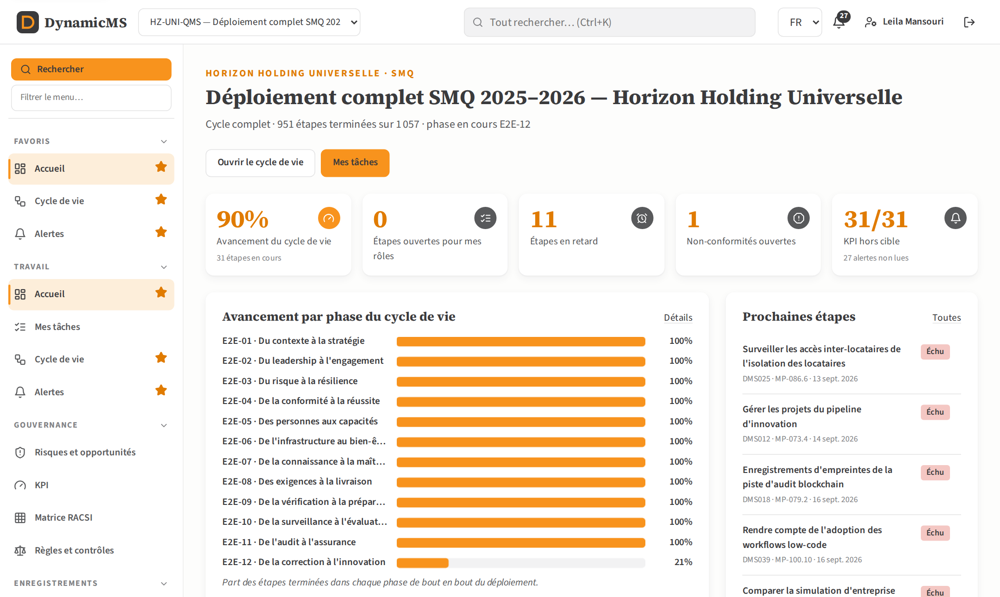 DynamicMS
HZ-UNI-QMS — Déploiement complet SMQ 202
Tout rechercher… (Ctrl+K)
FR
27
Leila Mansouri
Rechercher
Filtrer le menu…
FAVORIS
Accueil
Cycle de vie
Alertes
TRAVAIL
Accueil
Mes tâches
Cycle de vie
Alertes
GOUVERNANCE
Risques et opportunités
KPI
Matrice RACSI
Règles et contrôles
ENREGISTREMENTS
HORIZON HOLDING UNIVERSELLE · SMQ
Déploiement complet SMQ 2025–2026 — Horizon Holding Universelle
Cycle complet · 951 étapes terminées sur 1 057 · phase en cours E2E-12
Ouvrir le cycle de vie
Mes tâches
90%
Avancement du cycle de vie
31 étapes en cours
0
Étapes ouvertes pour mes
rôles
11
Étapes en retard
1
Non-conformités ouvertes
31/31
KPI hors cible
27 alertes non lues
Avancement par phase du cycle de vie
Détails
E2E-01 · Du contexte à la stratégie 100%
E2E-02 · Du leadership à l'engagement 100%
E2E-03 · Du risque à la résilience 100%
E2E-04 · De la conformité à la réussite 100%
E2E-05 · Des personnes aux capacités 100%
E2E-06 · De l'infrastructure au bien-ê… 100%
E2E-07 · De la connaissance à la maît… 100%
E2E-08 · Des exigences à la livraison 100%
E2E-09 · De la vérification à la prépar… 100%
E2E-10 · De la surveillance à l'évaluat… 100%
E2E-11 · De l'audit à l'assurance 100%
E2E-12 · De la correction à l'innovation 21%
Part des étapes terminées dans chaque phase de bout en bout du déploiement.
Prochaines étapes
Toutes
Surveiller les accès inter-locataires de
l'isolation des locataires
Échu
DMS025 · MP-086.6 · 13 sept. 2026
Gérer les projets du pipeline
d'innovation
Échu
DMS012 · MP-073.4 · 14 sept. 2026
Enregistrements d'empreintes de la
piste d'audit blockchain
Échu
DMS018 · MP-079.2 · 16 sept. 2026
Rendre compte de l'adoption des
workflows low-code
Échu
DMS039 · MP-100.10 · 16 sept. 2026
Comparer la simulation d'entreprise
Échu